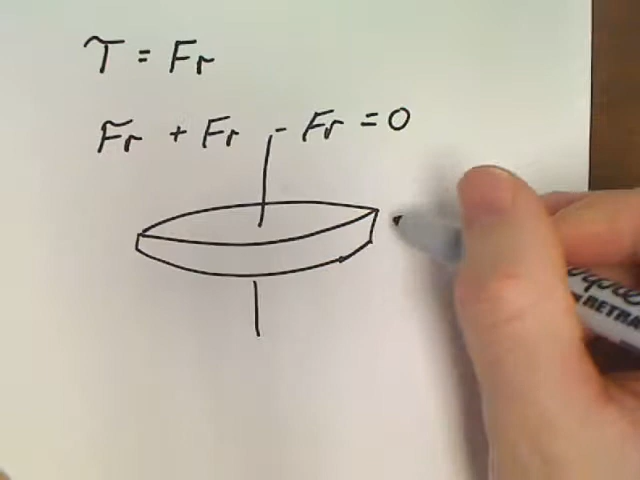 τ = Fr
Fr + Fr - Fr = 0